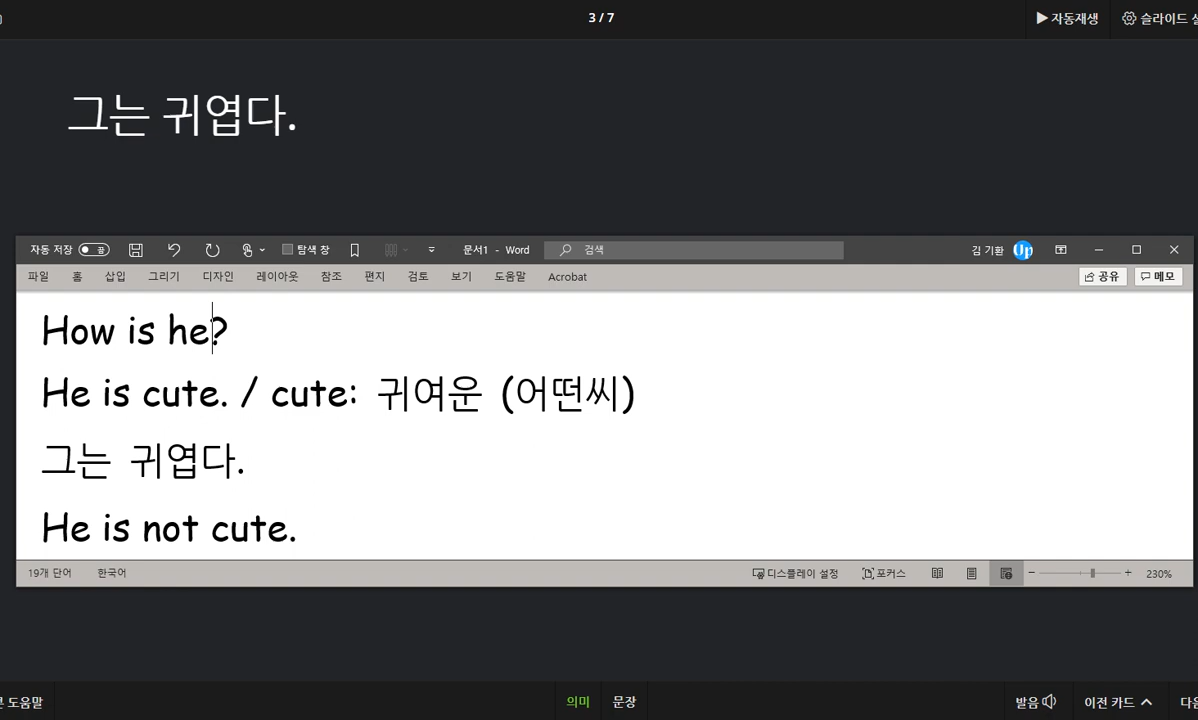 3 / 7
자동재생
슬라이드
그는 귀엽다.
자동 저장
탐색 창
문서1 - Word
검색
김 기환
Up
파일 홈 삽입 그리기 디자인 레이아웃 참조 편지 검토 보기 도움말 Acrobat
공유
메모
How is he?
He is cute. / cute: 귀여운 (어떤씨)
그는 귀엽다.
He is not cute.
19개 단어
한국어
디스플레이 설정
포커스
230%
도움말
의미
문장
발음
이전 카드